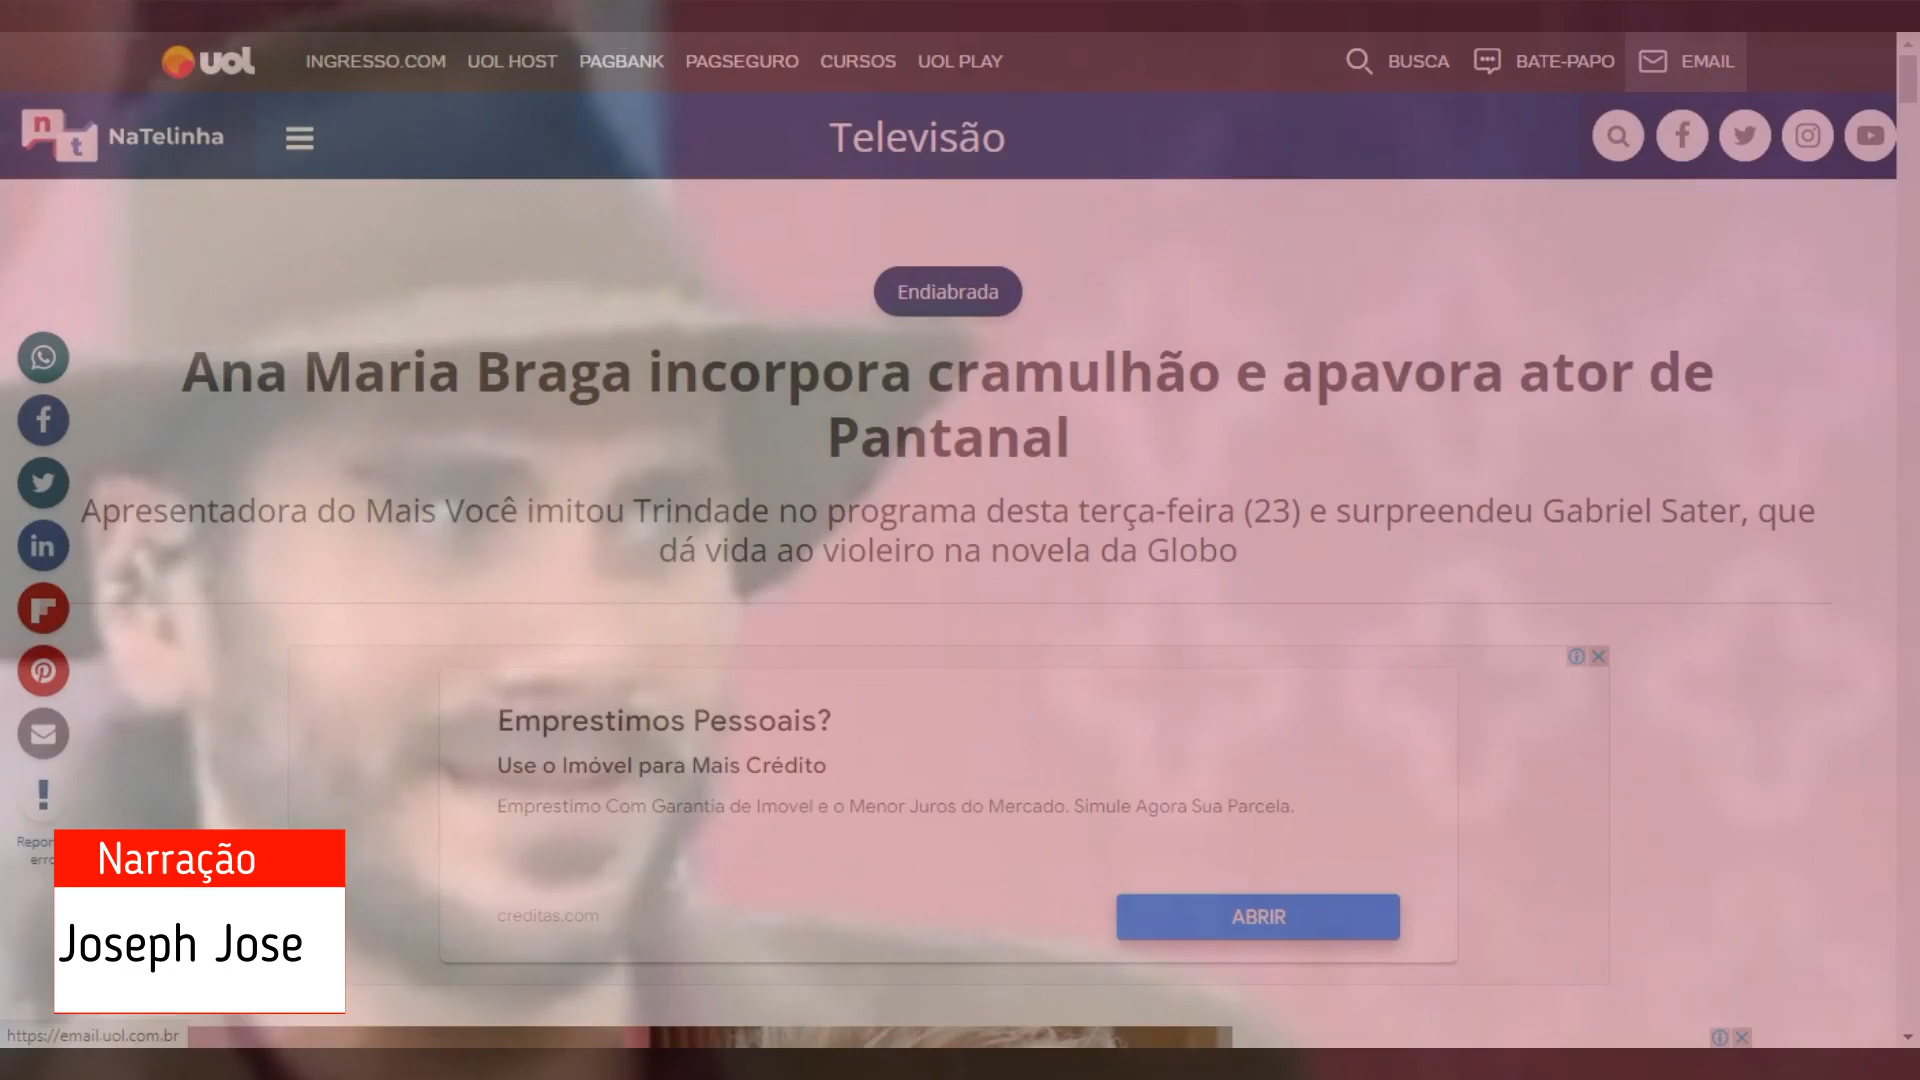 uol INGRESSO.COM UOL HOST PAGBANK PAGSEGURO CURSOS UOL PLAY BUSCA BATE-PAPO EMAIL
n t NaTelinha Televisão
Endiabrada
Ana Maria Braga incorpora cramulhão e apavora ator de
Pantanal
Apresentadora do Mais Você imitou Trindade no programa desta terça-feira (23) e surpreendeu Gabriel Sater, que
dá vida ao violeiro na novela da Globo
Emprestimos Pessoais?
Use o Imóvel para Mais Crédito
Emprestimo Com Garantia de Imovel e o Menor Juros do Mercado. Simule Agora Sua Parcela.
creditas.com ABRIR
Narração
Joseph Jose
https://email.uol.com.br